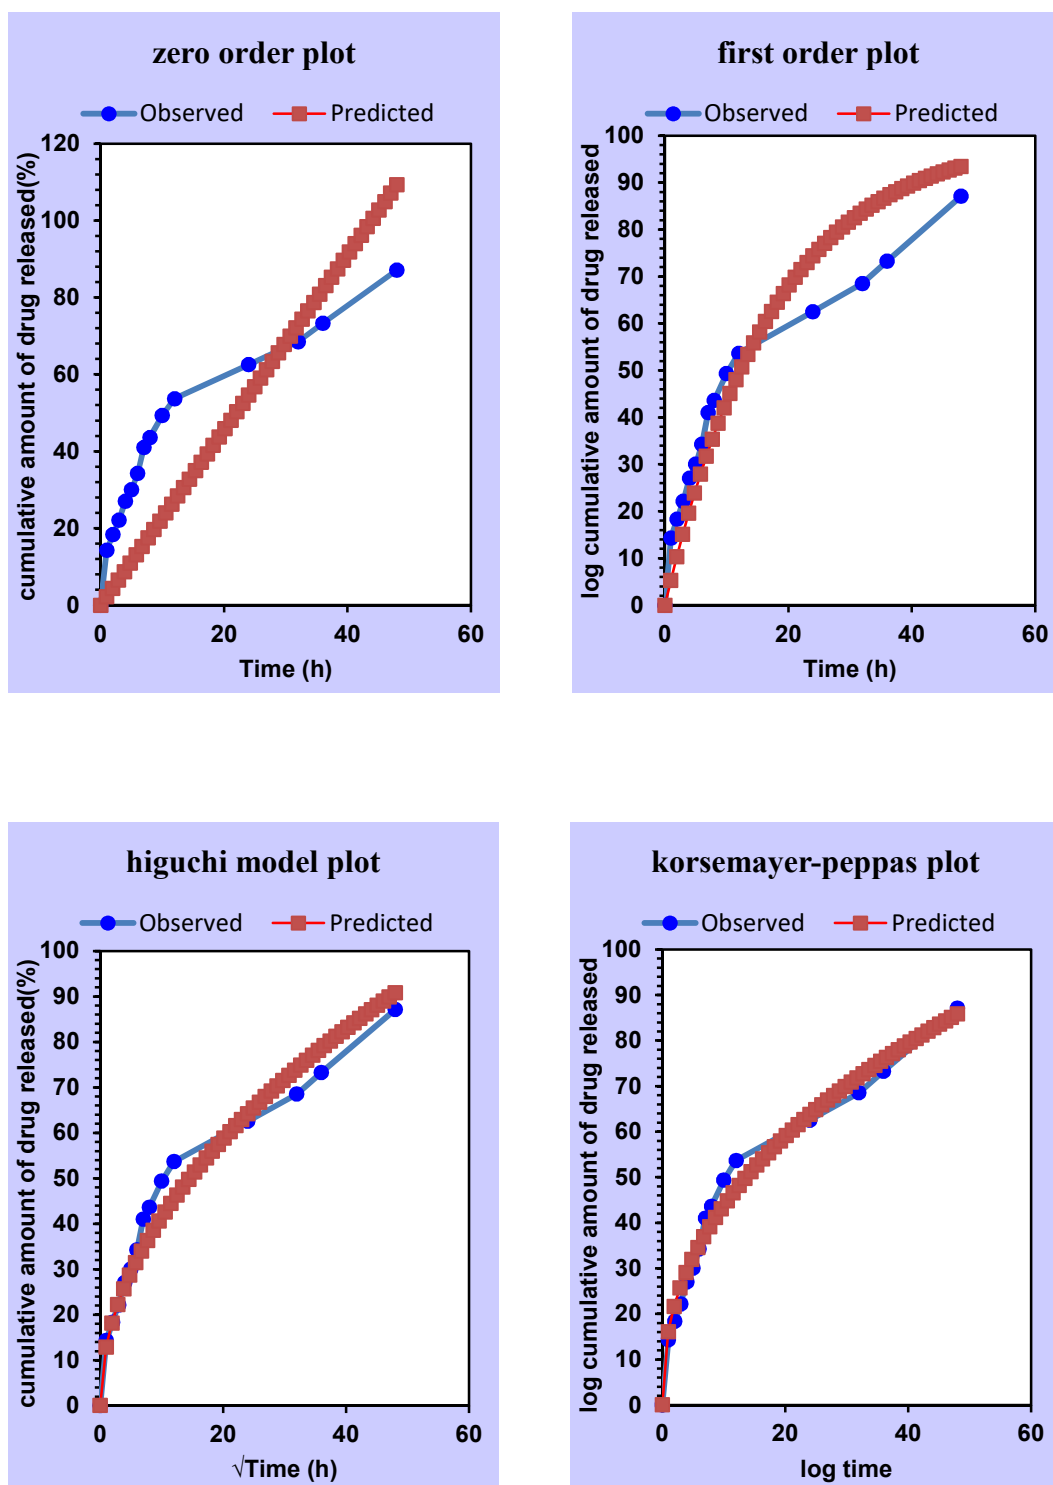 zero order plot
Observed Predicted
cumulative amount of drug released(%)
120
100
80
60
40
20
0
0 20 40 60
Time (h)
first order plot
Observed Predicted
log cumulative amount of drug released
100
90
80
70
60
50
40
30
20
10
0
0 20 40 60
Time (h)
higuchi model plot
Observed Predicted
cumulative amount of drug released(%)
100
90
80
70
60
50
40
30
20
10
0
0 20 40 60
√Time (h)
korsemayer-peppas plot
Observed Predicted
log cumulative amount of drug released
100
90
80
70
60
50
40
30
20
10
0
0 20 40 60
log time